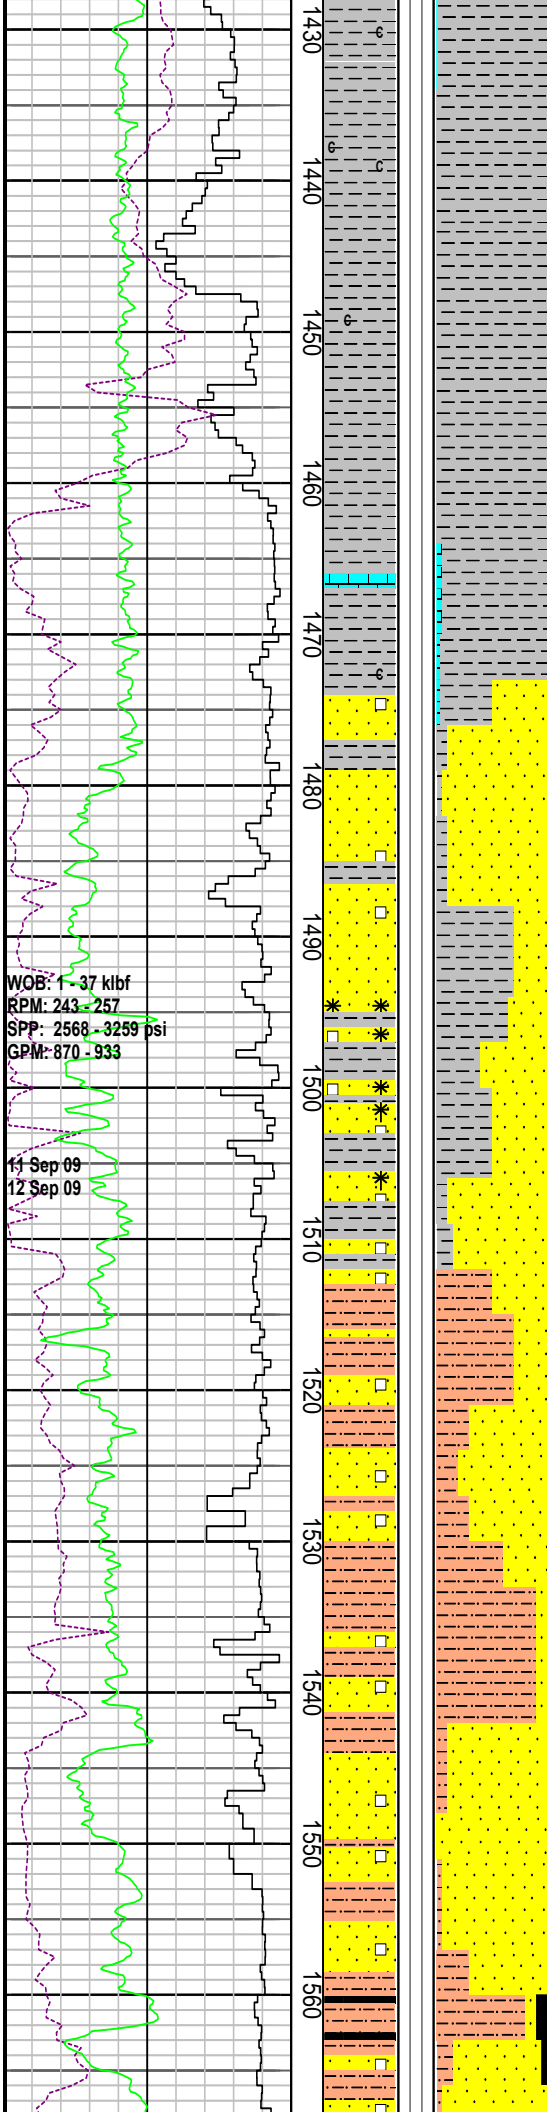 1430
1440
1450
1460
1470
1480
1490
WOB: 1 - 37 klbf
RPM: 243 - 257
SPP: 2568 - 3259 psi
GPM: 870 - 933
1500
11 Sep 09
12 Sep 09
1510
1520
1530
1540
1550
1560